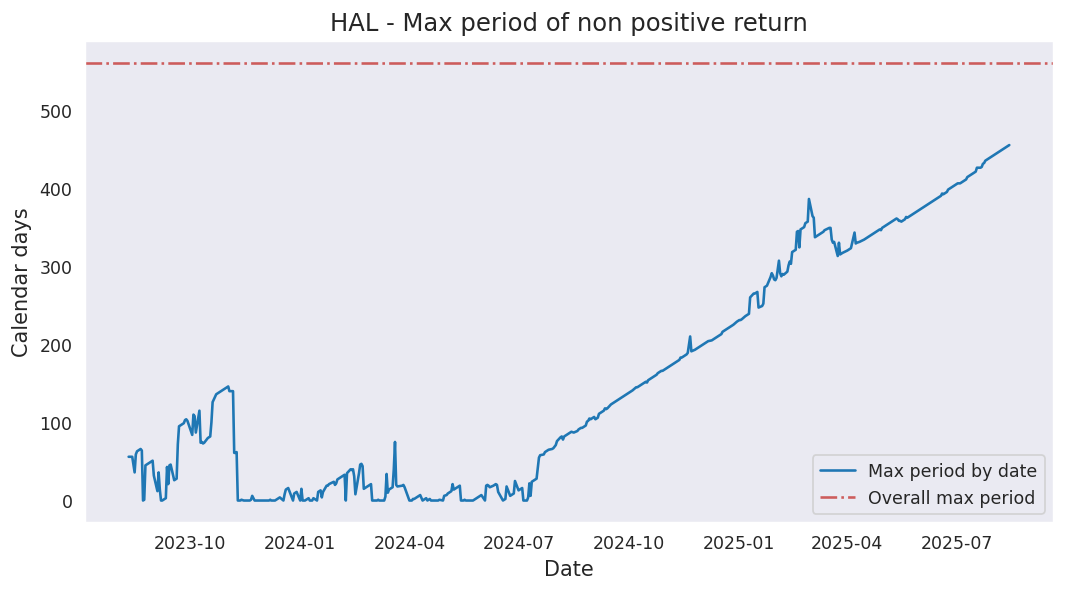 HAL - Max period of non positive return
Calendar days
500
400
300
200
100
0
2023-10 2024-01 2024-04 2024-07 2024-10 2025-01 2025-04 2025-07
Date
Max period by date
Overall max period